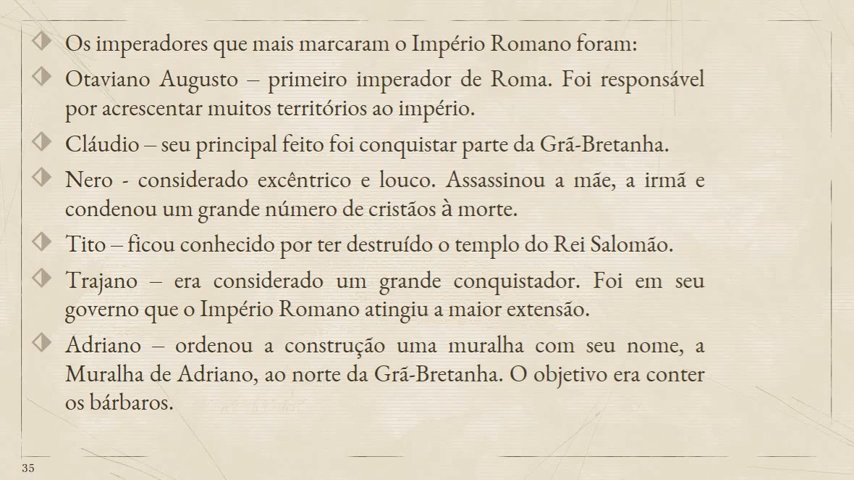 Os imperadores que mais marcaram o Império Romano foram:
Otaviano Augusto – primeiro imperador de Roma. Foi responsável
por acrescentar muitos territórios ao império.
Cláudio – seu principal feito foi conquistar parte da Grã-Bretanha.
Nero - considerado excêntrico e louco. Assassinou a mãe, a irmã e
condenou um grande número de cristãos à morte.
Tito – ficou conhecido por ter destruído o templo do Rei Salomão.
Trajano – era considerado um grande conquistador. Foi em seu
governo que o Império Romano atingiu a maior extensão.
Adriano – ordenou a construção uma muralha com seu nome, a
Muralha de Adriano, ao norte da Grã-Bretanha. O objetivo era conter
os bárbaros.
35